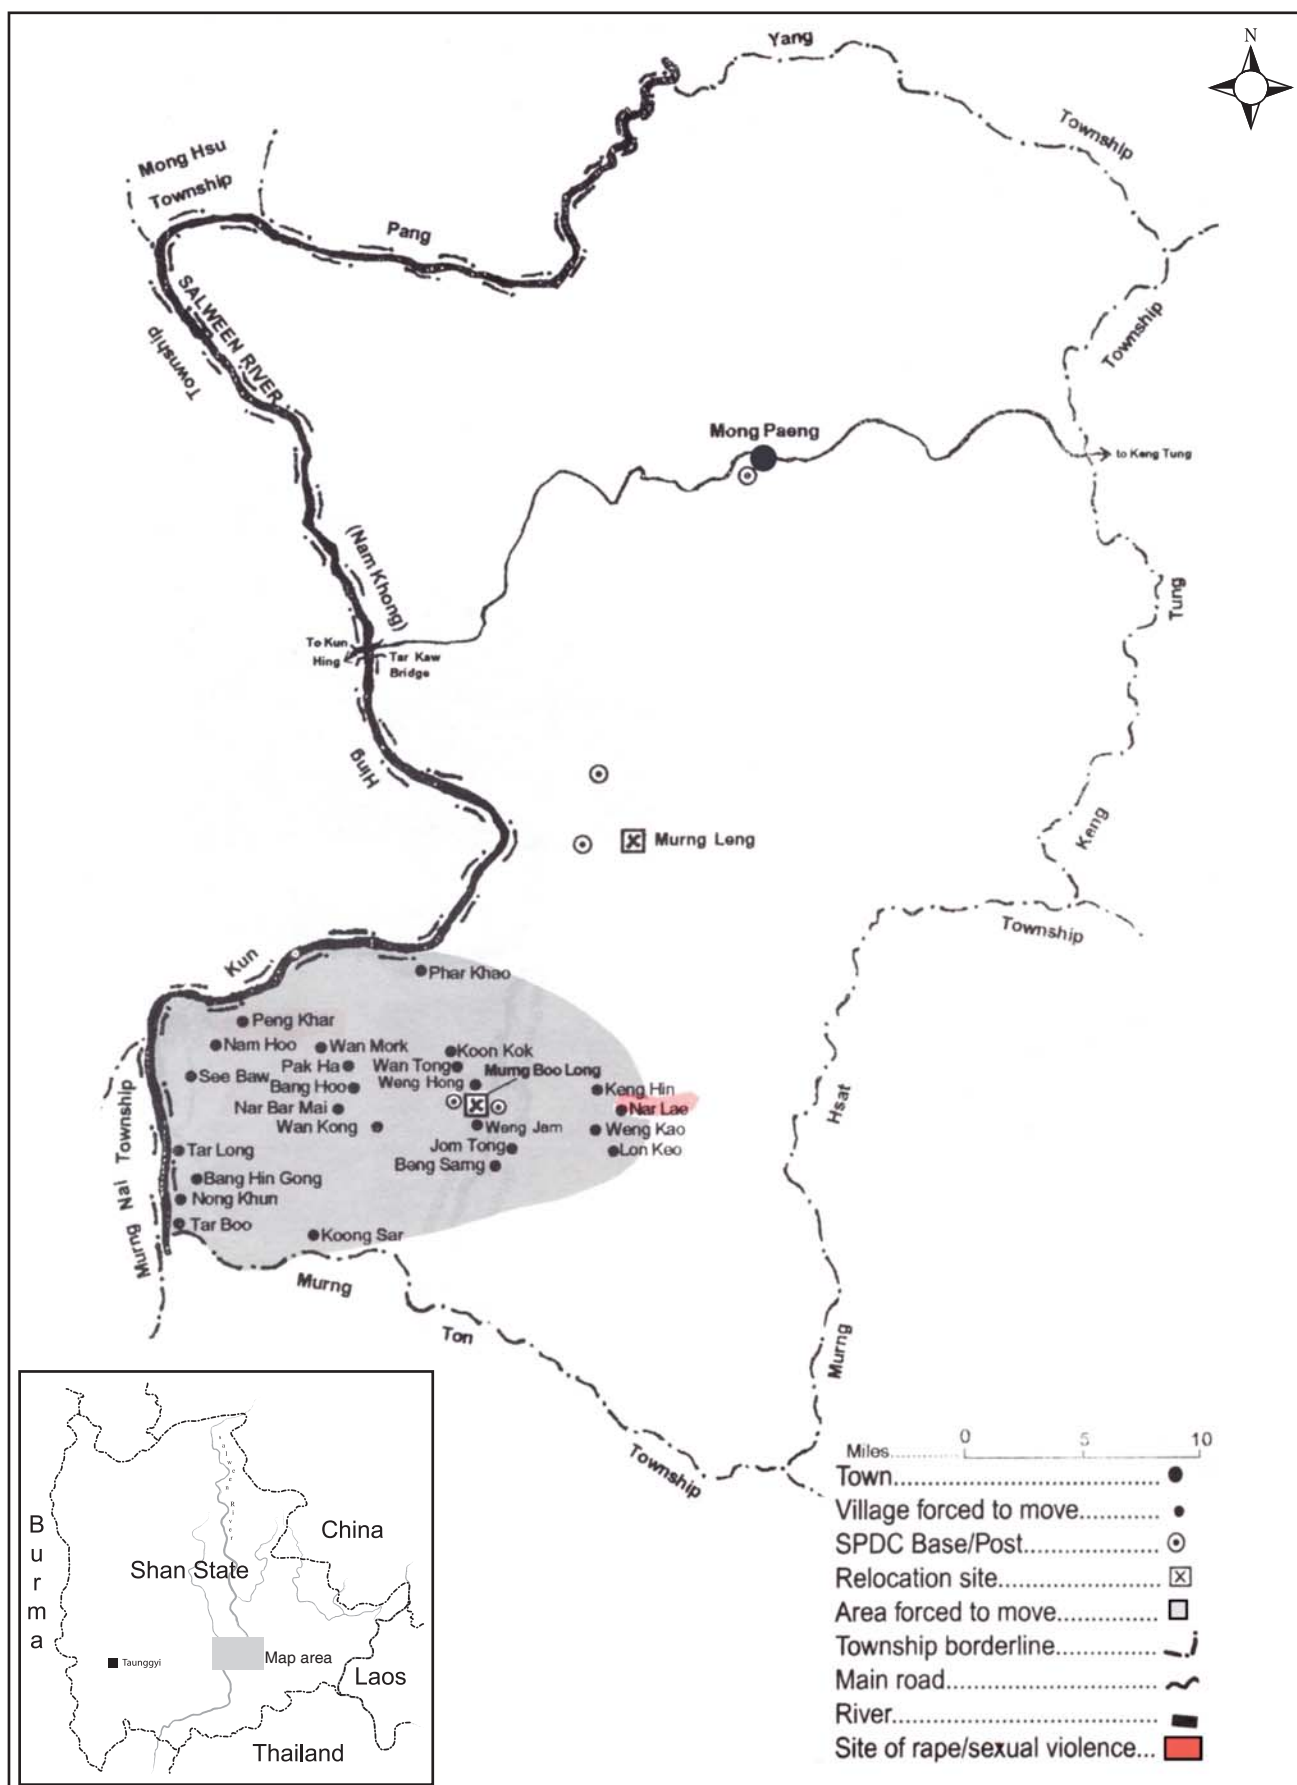 N
Yang
Township
Mong Hsu
Township
Pang
SALWEEN RIVER
Township
Township
Mong Paeng
to Keng Tung
(Nam Khong)
Tung
To Kun
Hing
Tar Kaw
Bridge
Hing
Murng Leng
Keng
Township
Kun
Phar Khao
Peng Khar
Nam Hoo
Wan Mork
Koon Kok
Pak Ha
Wan Tong
Murng Boo Long
See Baw
Bang Hoo
Weng Hong
Keng Hin
Nar Bar Mai
Nar Lae
Wan Kong
Weng Jam
Weng Kao
Tar Long
Jom Tong
Lon Keo
Beng Samg
Bang Hin Gong
Nong Khun
Tar Boo
Koong Sar
Murng Nai Township
Hsat
Murng
Ton
Murng
Township
Burma
Salween River
China
Shan State
Map area
Taunggyi
Laos
Thailand
0 5 10
Miles
Town
Village forced to move
SPDC Base/Post
Relocation site
Area forced to move
Township borderline
Main road
River
Site of rape/sexual violence